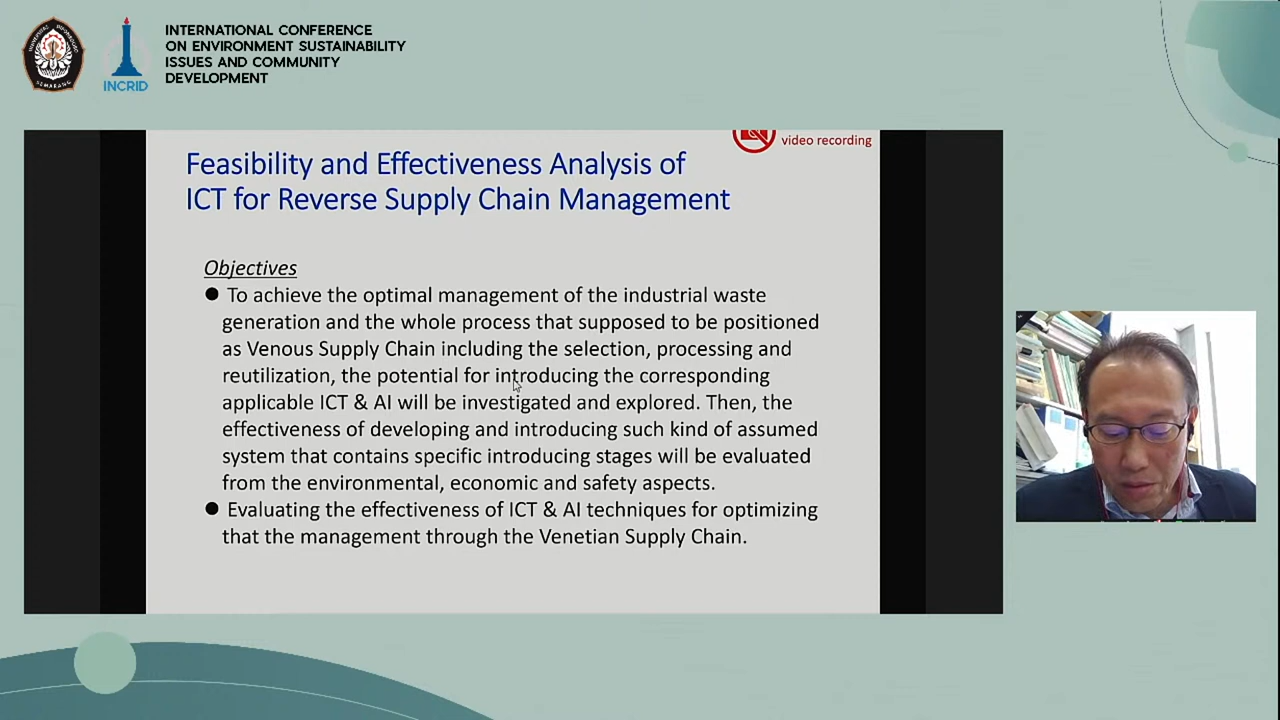 INTERNATIONAL CONFERENCE
ON ENVIRONMENT SUSTAINABILITY
ISSUES AND COMMUNITY
DEVELOPMENT
INCRID
video recording
Feasibility and Effectiveness Analysis of
ICT for Reverse Supply Chain Management
Objectives
● To achieve the optimal management of the industrial waste
generation and the whole process that supposed to be positioned
as Venous Supply Chain including the selection, processing and
reutilization, the potential for introducing the corresponding
applicable ICT & AI will be investigated and explored. Then, the
effectiveness of developing and introducing such kind of assumed
system that contains specific introducing stages will be evaluated
from the environmental, economic and safety aspects.
● Evaluating the effectiveness of ICT & AI techniques for optimizing
that the management through the Venetian Supply Chain.